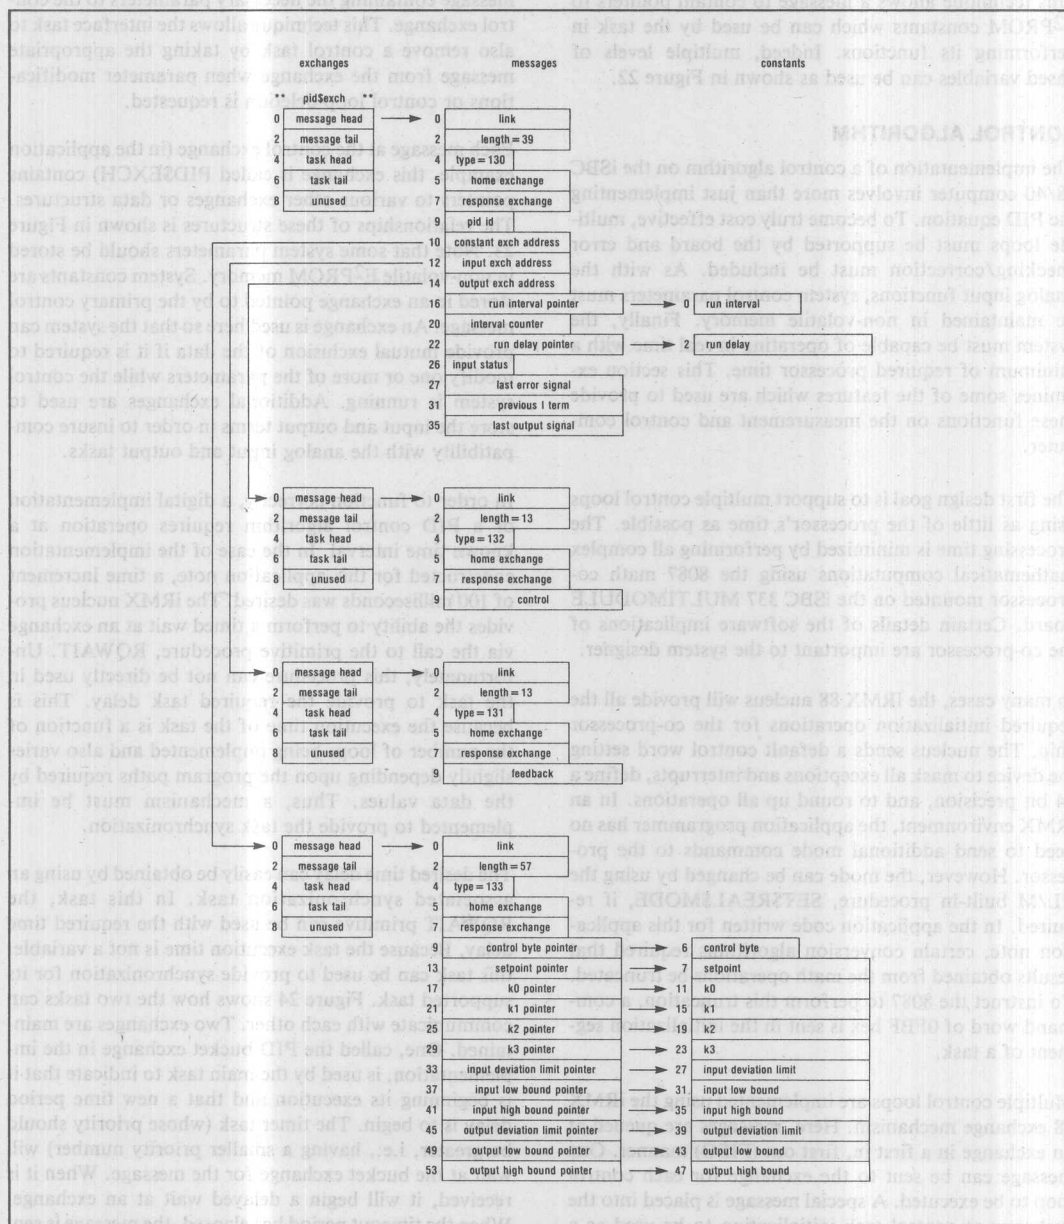 exchanges messages constants
** pid$exch **
0 message head 0 link
2 message tail 2 length = 39
4 task head 4 type = 130
6 task tail 5 home exchange
8 unused 7 response exchange
9 pid id
10 constant exch address
12 input exch address
14 output exch address
16 run interval pointer 0 run interval
20 interval counter
22 run delay pointer 2 run delay
26 input status
27 last error signal
31 previous I term
35 last output signal
0 message head 0 link
2 message tail 2 length = 13
4 task head 4 type = 132
6 task tail 5 home exchange
8 unused 7 response exchange
9 control
0 message head 0 link
2 message tail 2 length = 13
4 task head 4 type = 131
6 task tail 5 home exchange
8 unused 7 response exchange
9 feedback
0 message head 0 link
2 message tail 2 length = 57
4 task head 4 type = 133
6 task tail 5 home exchange
8 unused 7 response exchange
9 control byte pointer 6 control byte
13 setpoint pointer 7 setpoint
17 k0 pointer 11 k0
21 k1 pointer 15 k1
25 k2 pointer 19 k2
29 k3 pointer 23 k3
33 input deviation limit pointer 27 input deviation limit
37 input low bound pointer 31 input low bound
41 input high bound pointer 35 input high bound
45 output deviation limit pointer 39 output deviation limit
49 output low bound pointer 43 output low bound
53 output high bound pointer 47 output high bound